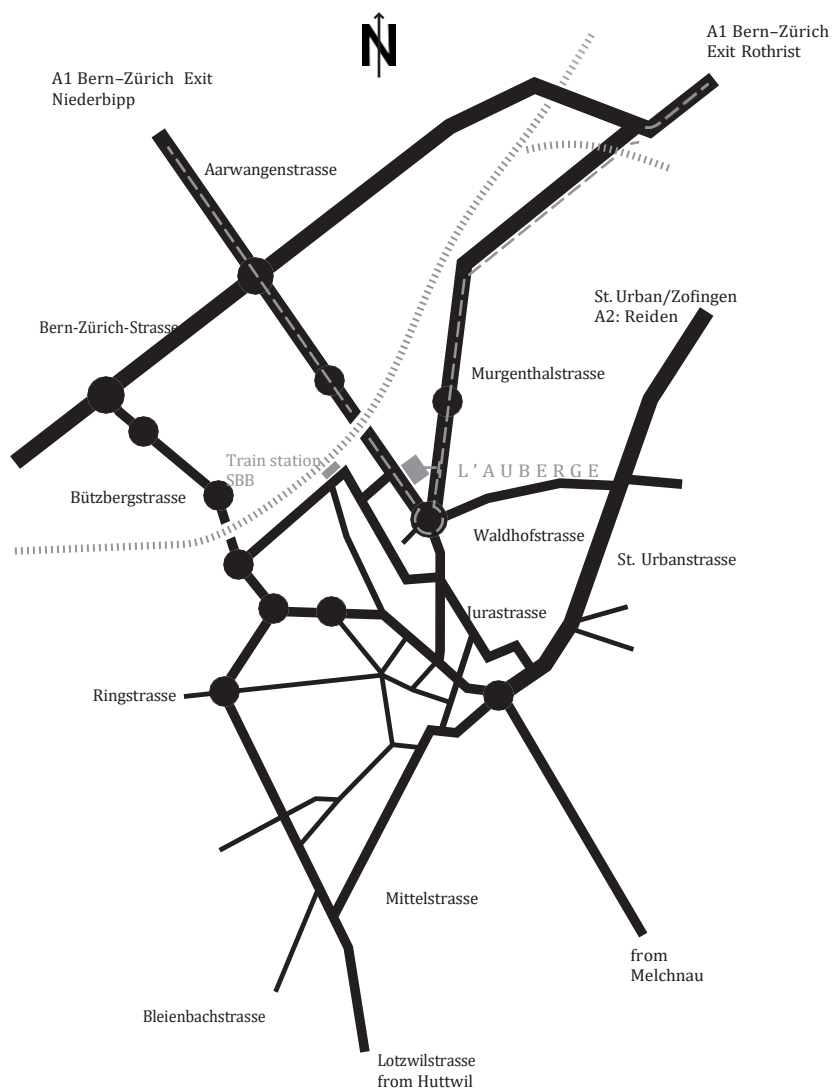 N
A1 Bern–Zürich
Exit Rothrist
A1 Bern–Zürich Exit
Niederbipp
Aarwangenstrasse
St. Urban/Zofingen
A2: Reiden
Bern-Zürich-Strasse
Murgenthalstrasse
Train station
SBB
L'AUBERGE
Bützbergstrasse
Waldhofstrasse
St. Urbanstrasse
Jurastrasse
Ringstrasse
Mittelstrasse
from
Melchnau
Bleienbachstrasse
Lotzwilstrasse
from Huttwil